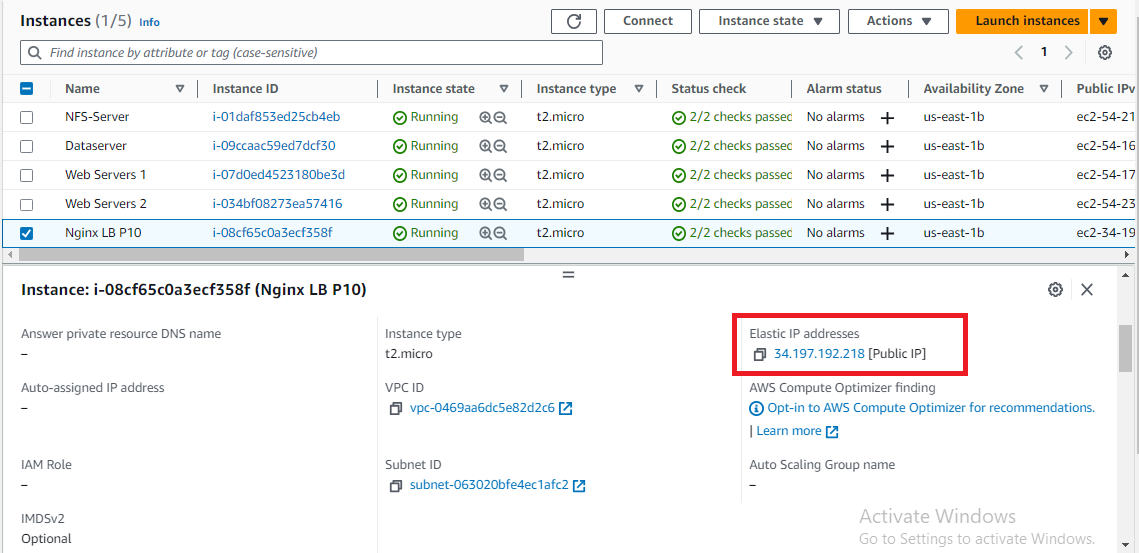 Instances (1/5) Info Connect Instance state Actions Launch instances
Find instance by attribute or tag (case-sensitive) 1
Name Instance ID Instance state Instance type Status check Alarm status Availability Zone Public IPv
NFS-Server i-01daf853ed25cb4eb Running t2.micro 2/2 checks passed No alarms + us-east-1b ec2-54-21
Dataserver i-09ccaac59ed7dcf30 Running t2.micro 2/2 checks passed No alarms + us-east-1b ec2-54-16
Web Servers 1 i-07d0ed4523180be3d Running t2.micro 2/2 checks passed No alarms + us-east-1b ec2-54-17
Web Servers 2 i-034bf08273ea57416 Running t2.micro 2/2 checks passed No alarms + us-east-1b ec2-54-23
Nginx LB P10 i-08cf65c0a3ecf358f Running t2.micro 2/2 checks passed No alarms + us-east-1b ec2-34-19
Instance: i-08cf65c0a3ecf358f (Nginx LB P10)
Answer private resource DNS name
–
Instance type
t2.micro
Elastic IP addresses
34.197.192.218 [Public IP]
Auto-assigned IP address
–
VPC ID
vpc-0469aa6dc5e82d2c6
AWS Compute Optimizer finding
Opt-in to AWS Compute Optimizer for recommendations.
| Learn more
IAM Role
–
Subnet ID
subnet-063020bfe4ec1afc2
Auto Scaling Group name
–
IMDSv2
Optional
Activate Windows
Go to Settings to activate Windows.